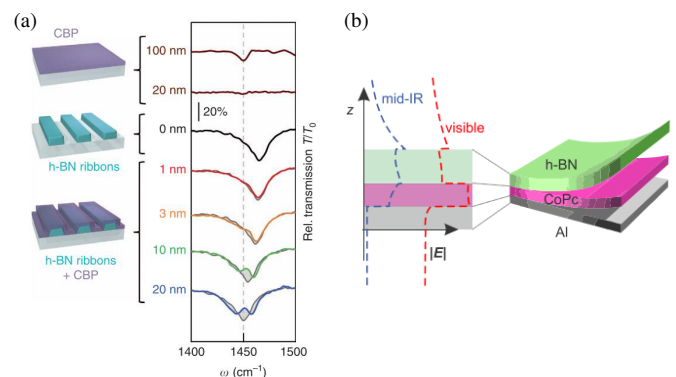 (a)
CBP
100 nm
20 nm
20%
0 nm
h-BN ribbons
1 nm
3 nm
10 nm
h-BN ribbons
+ CBP
20 nm
1400
1450
1500
ω (cm⁻¹)
Rel. transmission T/T₀
(b)
mid-IR
z
visible
h-BN
CoPc
Al
|E|